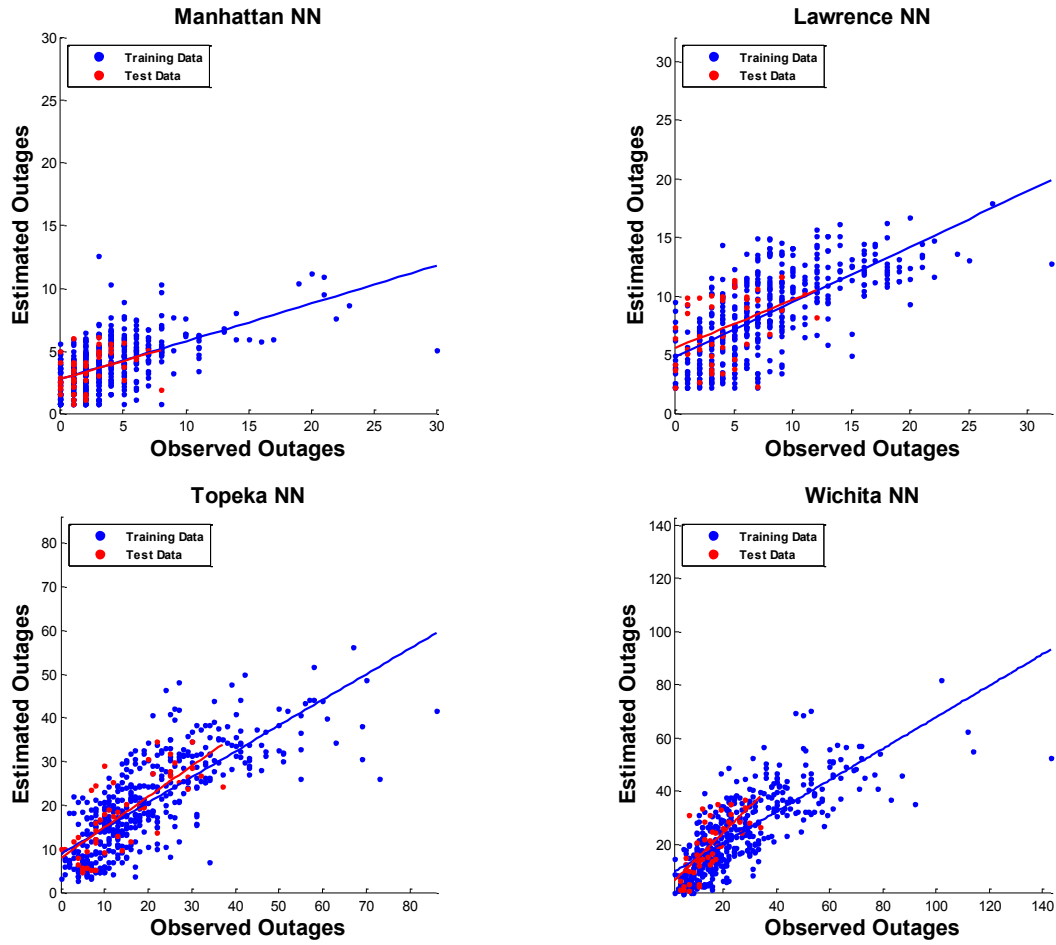 Manhattan NN
30
25
20
15
10
5
0
0 5 10 15 20 25 30
Estimated Outages
Observed Outages
Training Data
Test Data
Lawrence NN
30
25
20
15
10
5
0
0 5 10 15 20 25 30
Estimated Outages
Observed Outages
Training Data
Test Data
Topeka NN
80
70
60
50
40
30
20
10
0
0 10 20 30 40 50 60 70 80
Estimated Outages
Observed Outages
Training Data
Test Data
Wichita NN
140
120
100
80
60
40
20
20 40 60 80 100 120 140
Estimated Outages
Observed Outages
Training Data
Test Data